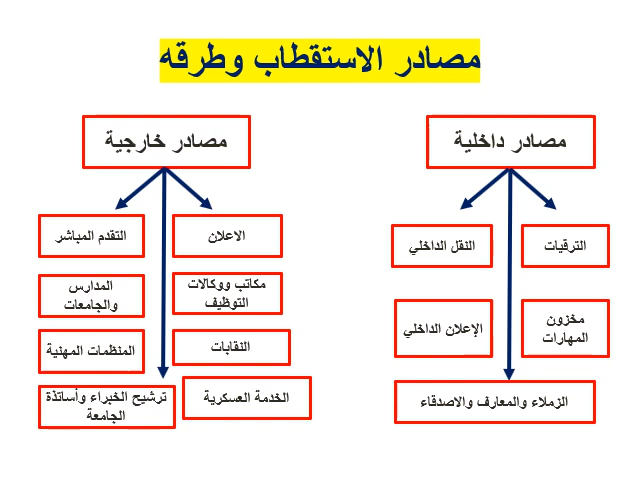 مصادر الاستقطاب وطرقه
مصادر داخلية
الترقيات
النقل الداخلي
مخزون
المهارات
الإعلان الداخلي
الزملاء والمعارف والاصدقاء
مصادر خارجية
الاعلان
التقدم المباشر
مكاتب ووكالات
التوظيف
المدارس
والجامعات
النقابات
المنظمات المهنية
الخدمة العسكرية
ترشيح الخبراء وأساتذة
الجامعة